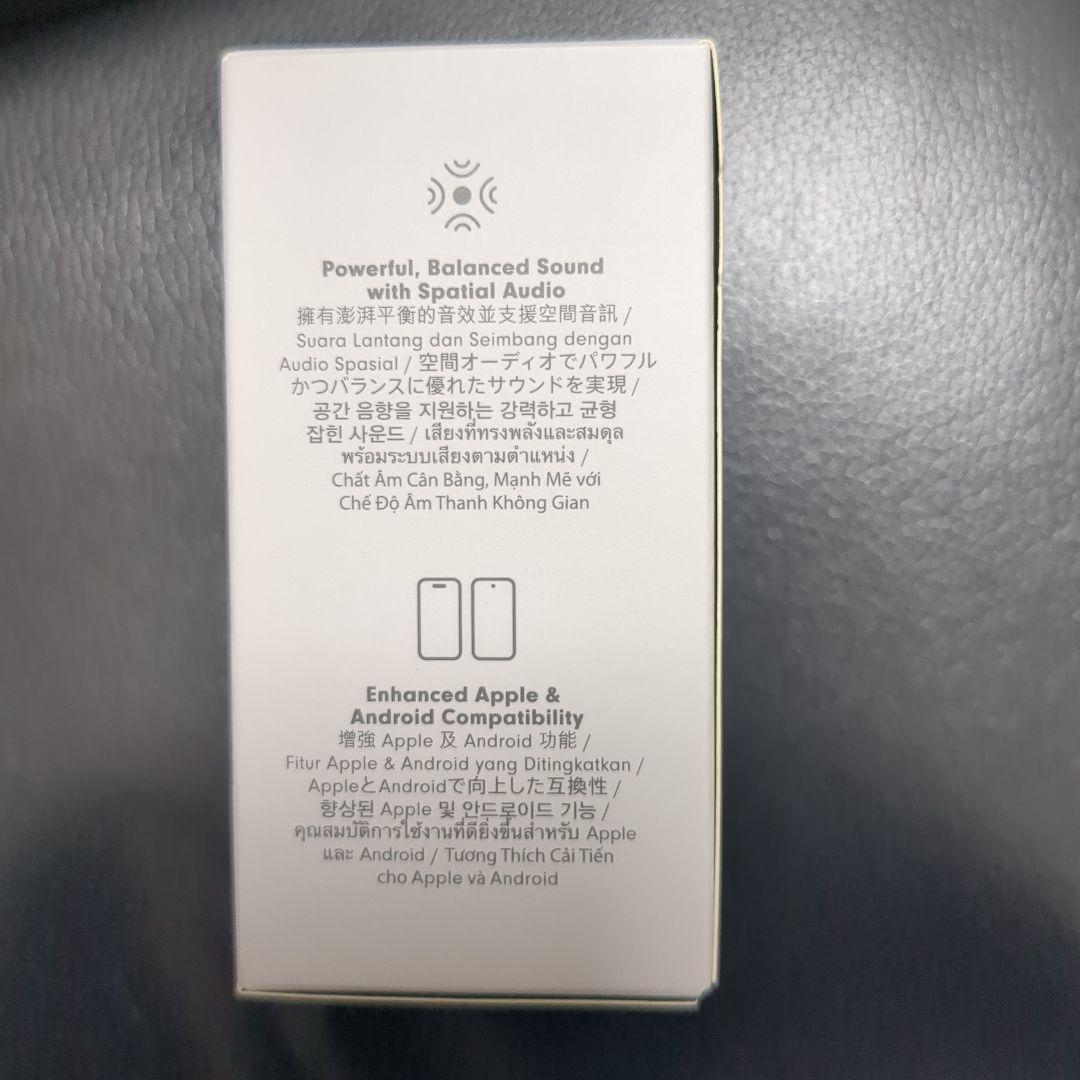 Powerful, Balanced Sound
with Spatial Audio
擁有澎湃平衡的音效並支援空間音訊 /
Suara Lantang dan Seimbang dengan
Audio Spasial / 空間オーディオでパワフル
かつバランスに優れたサウンドを実現 /
공간 음향을 지원하는 강력하고 균형
잡힌 사운드 / เสียงที่ทรงพลังและสมดุล
พร้อมระบบเสียงตามตำแหน่ง /
Chất Âm Cân Bằng, Mạnh Mẽ với
Chế Độ Âm Thanh Không Gian
Enhanced Apple &
Android Compatibility
增強 Apple 及 Android 功能 /
Fitur Apple & Android yang Ditingkatkan /
AppleとAndroidで向上した互換性 /
향상된 Apple 및 안드로이드 기능 /
คุณสมบัติการใช้งานที่ดียิ่งขึ้นสำหรับ Apple
และ Android / Tương Thích Cải Tiến
cho Apple và Android